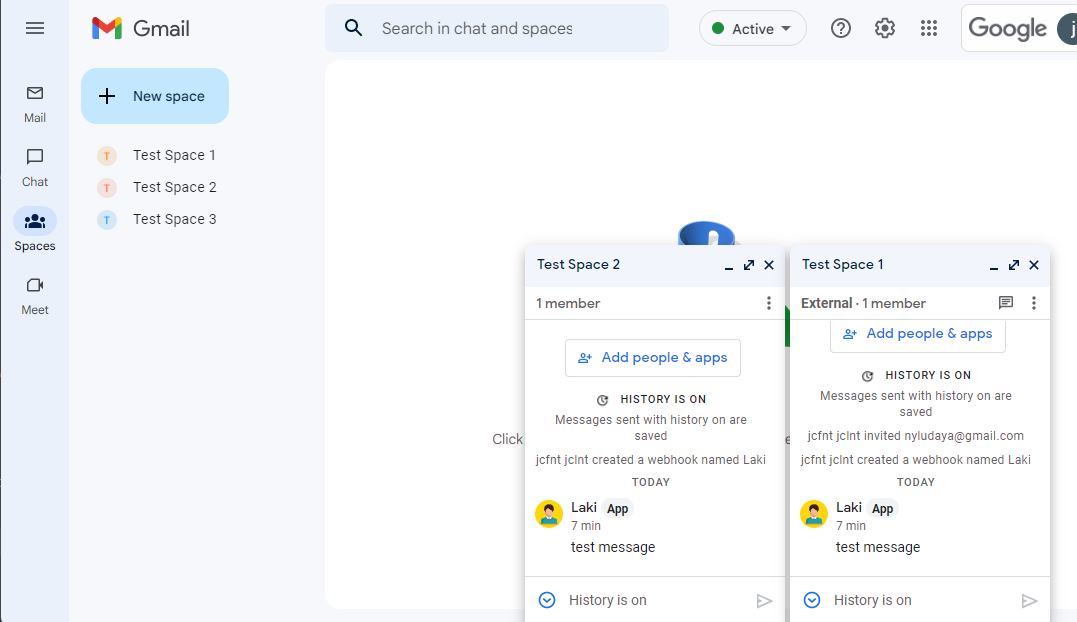 Gmail
Search in chat and spaces
Active
Google
j
Mail
Chat
Spaces
Meet
New space
T Test Space 1
T Test Space 2
T Test Space 3
Click
Test Space 2
1 member
Add people & apps
HISTORY IS ON
Messages sent with history on are
saved
jcfnt jclnt created a webhook named Laki
TODAY
Laki App
7 min
test message
History is on
Test Space 1
External · 1 member
Add people & apps
HISTORY IS ON
Messages sent with history on are
saved
jcfnt jclnt invited nyludaya@gmail.com
jcfnt jclnt created a webhook named Laki
TODAY
Laki App
7 min
test message
History is on